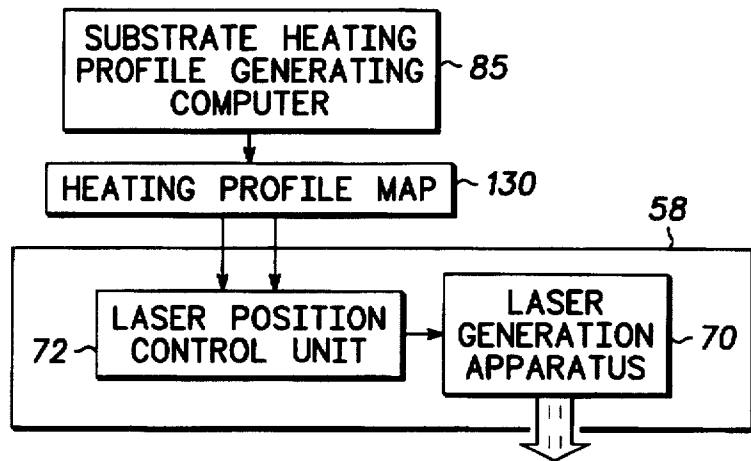 SUBSTRATE HEATING
PROFILE GENERATING
COMPUTER
85
HEATING PROFILE MAP
130
58
LASER POSITION
CONTROL UNIT
72
LASER
GENERATION
APPARATUS
70